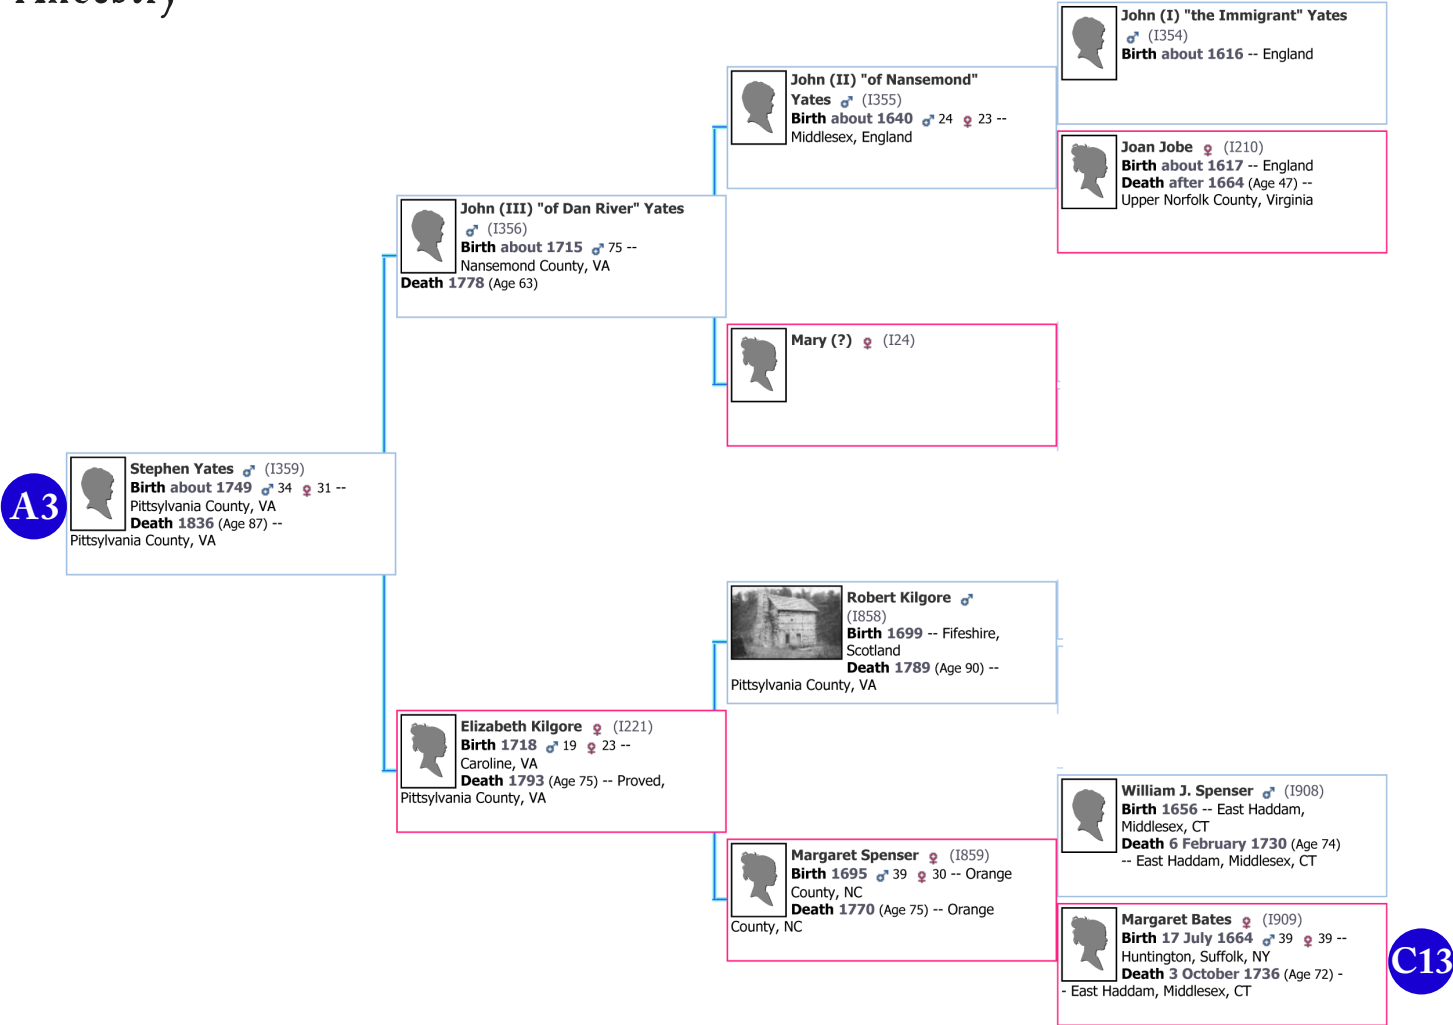 Ancestry
John (I) "the Immigrant" Yates
♂ (I354)
Birth about 1616 -- England
John (II) "of Nansemond"
Yates ♂ (I355)
Birth about 1640 ♂ 24 ♀ 23 --
Middlesex, England
Joan Jobe ♀ (I210)
Birth about 1617 -- England
Death after 1664 (Age 47) --
Upper Norfolk County, Virginia
John (III) "of Dan River" Yates
♂ (I356)
Birth about 1715 ♂ 75 --
Nansemond County, VA
Death 1778 (Age 63)
Mary (?) ♀ (I24)
A3
Stephen Yates ♂ (I359)
Birth about 1749 ♂ 34 ♀ 31 --
Pittsylvania County, VA
Death 1836 (Age 87) --
Pittsylvania County, VA
Robert Kilgore ♂
(I858)
Birth 1699 -- Fifeshire,
Scotland
Death 1789 (Age 90) --
Pittsylvania County, VA
Elizabeth Kilgore ♀ (I221)
Birth 1718 ♂ 19 ♀ 23 --
Caroline, VA
Death 1793 (Age 75) -- Proved,
Pittsylvania County, VA
William J. Spenser ♂ (I908)
Birth 1656 -- East Haddam,
Middlesex, CT
Death 6 February 1730 (Age 74)
-- East Haddam, Middlesex, CT
Margaret Spenser ♀ (I859)
Birth 1695 ♂ 39 ♀ 30 -- Orange
County, NC
Death 1770 (Age 75) -- Orange
County, NC
Margaret Bates ♀ (I909)
Birth 17 July 1664 ♂ 39 ♀ 39 --
Huntington, Suffolk, NY
Death 3 October 1736 (Age 72) -
- East Haddam, Middlesex, CT
C13